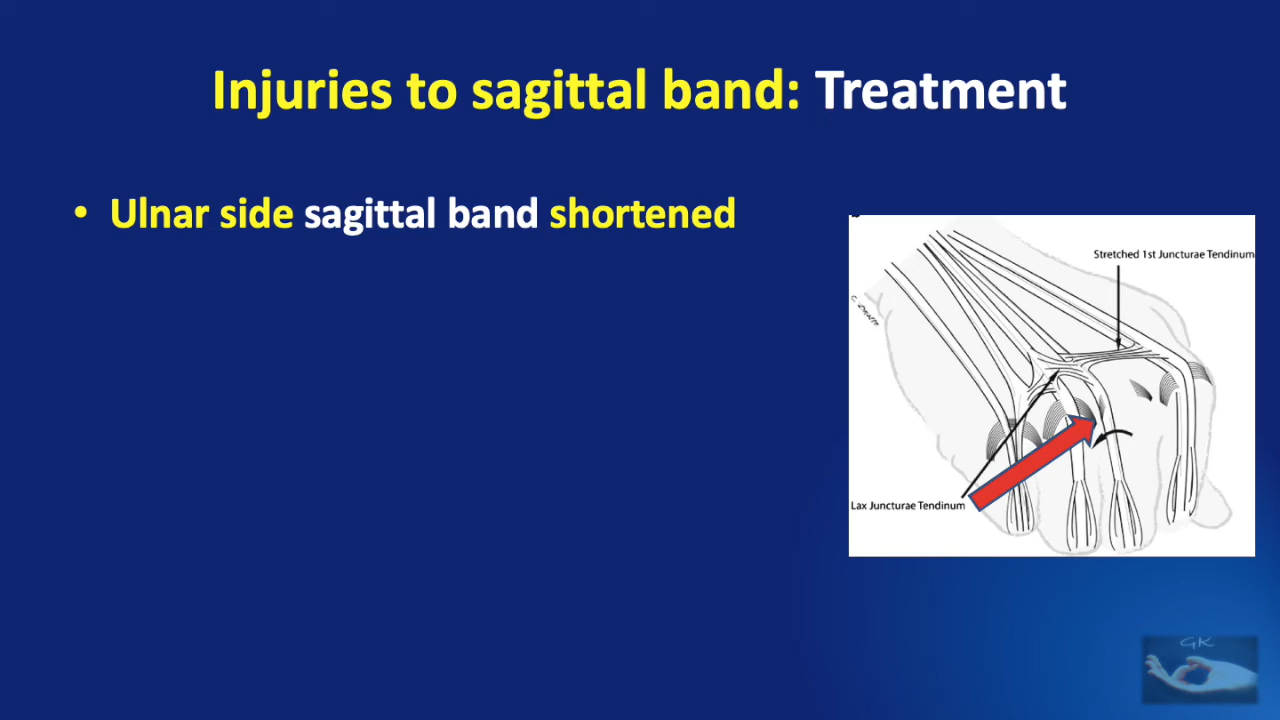 Injuries to sagittal band: Treatment
• Ulnar side sagittal band shortened
Stretched 1st Juncturae Tendinum
Lax Juncturae Tendinum
GK